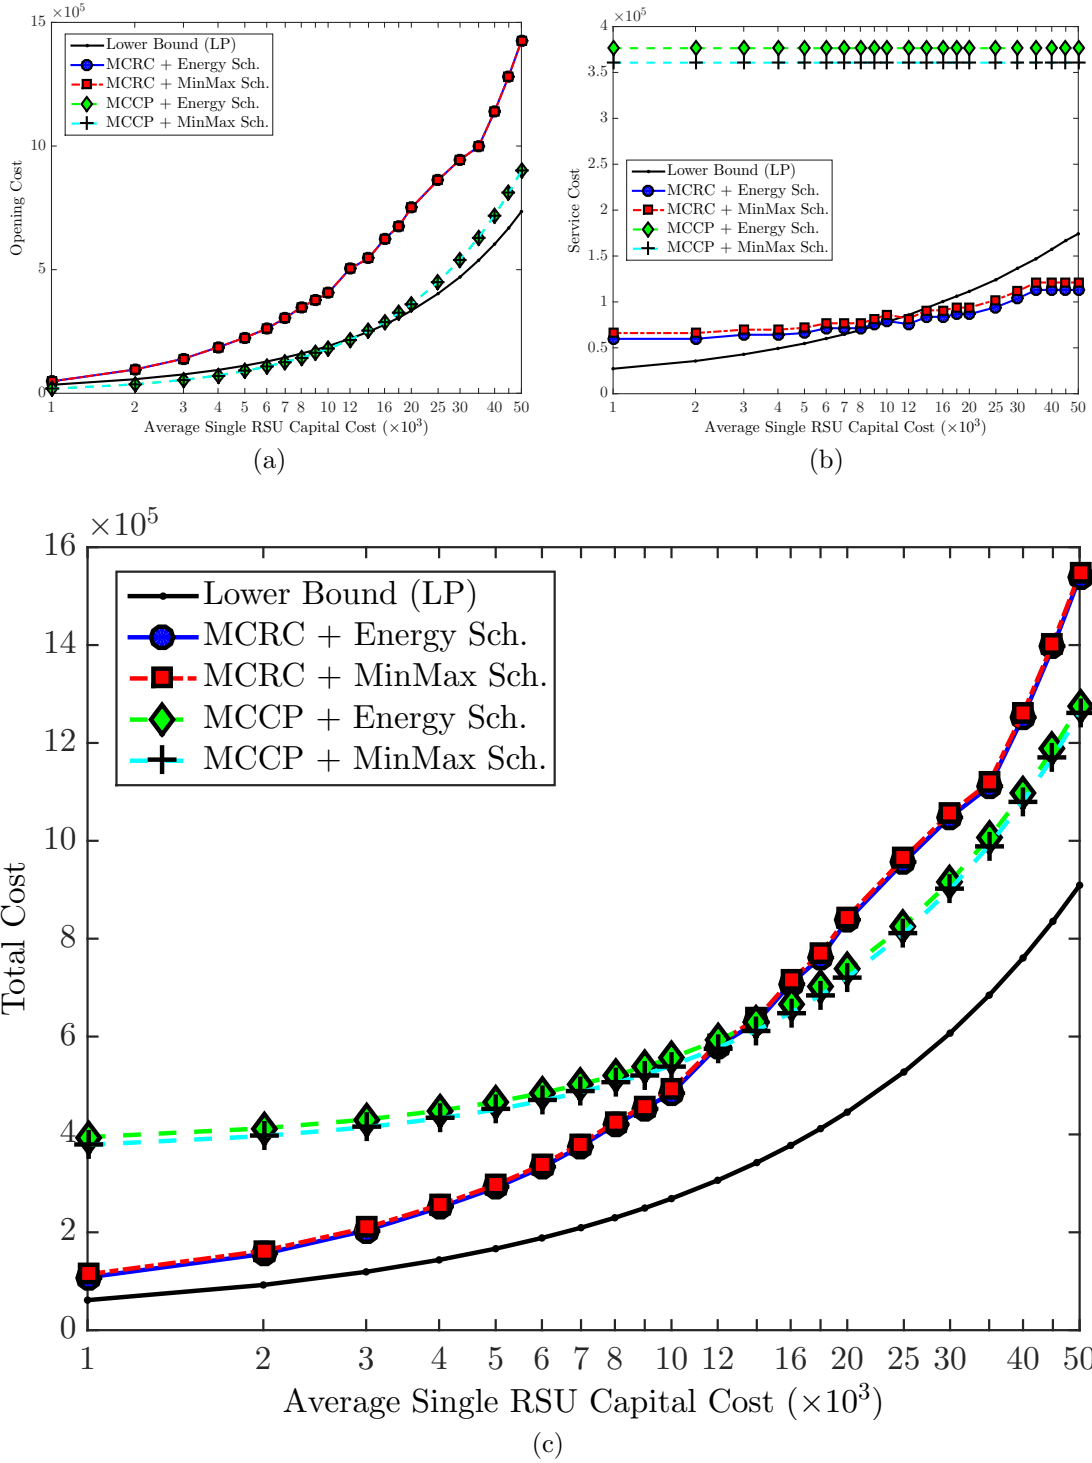 ×10^5
15
10
5
0
Opening Cost
Lower Bound (LP)
MCRC + Energy Sch.
MCRC + MinMax Sch.
MCCP + Energy Sch.
MCCP + MinMax Sch.
1 2 3 4 5 6 7 8 10 12 16 20 25 30 40 50
Average Single RSU Capital Cost (×10^3)
(a)
×10^5
4
3.5
3
2.5
2
1.5
1
0.5
0
Service Cost
Lower Bound (LP)
MCRC + Energy Sch.
MCRC + MinMax Sch.
MCCP + Energy Sch.
MCCP + MinMax Sch.
1 2 3 4 5 6 7 8 10 12 16 20 25 30 40 50
Average Single RSU Capital Cost (×10^3)
(b)
×10^5
16
14
12
10
8
6
4
2
0
Total Cost
Lower Bound (LP)
MCRC + Energy Sch.
MCRC + MinMax Sch.
MCCP + Energy Sch.
MCCP + MinMax Sch.
1 2 3 4 5 6 7 8 10 12 16 20 25 30 40 50
Average Single RSU Capital Cost (×10^3)
(c)